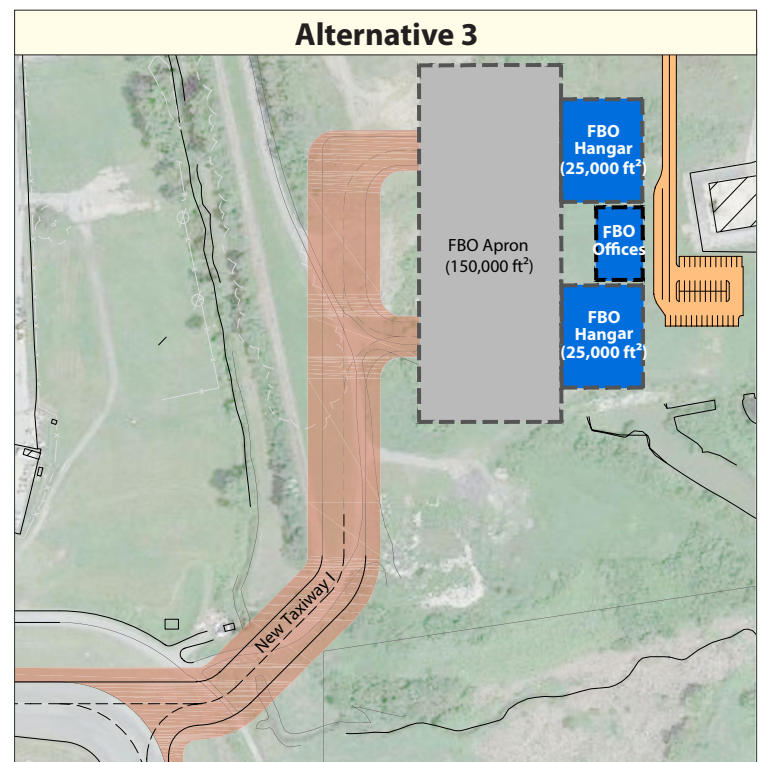 Alternative 3
FBO
Hangar
(25,000 ft²)
FBO
Offices
FBO Apron
(150,000 ft²)
FBO
Hangar
(25,000 ft²)
New Taxiway I